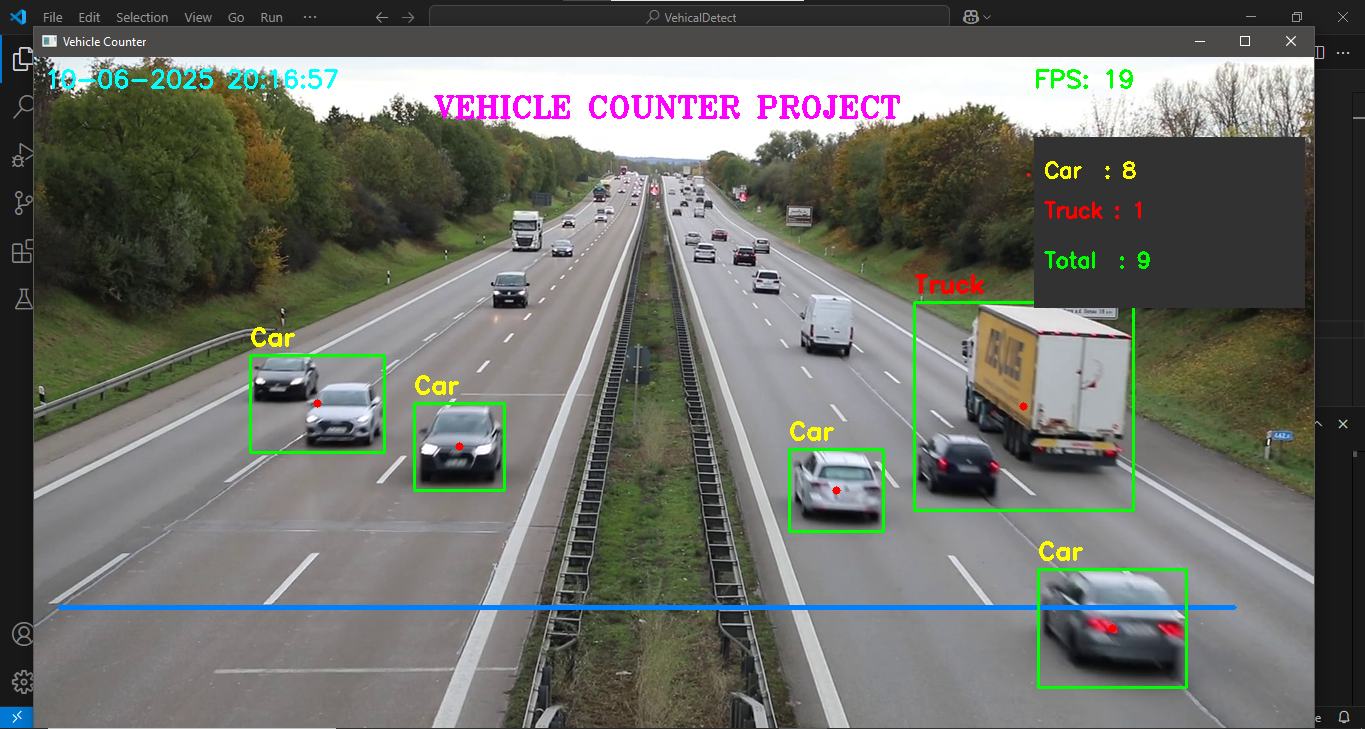 File Edit Selection View Go Run ···
VehicalDetect
Vehicle Counter
10-06-2025 20:16:57
FPS: 19
VEHICLE COUNTER PROJECT
Car : 8
Truck : 1
Total : 9
Truck
Car
Car
Car
Car